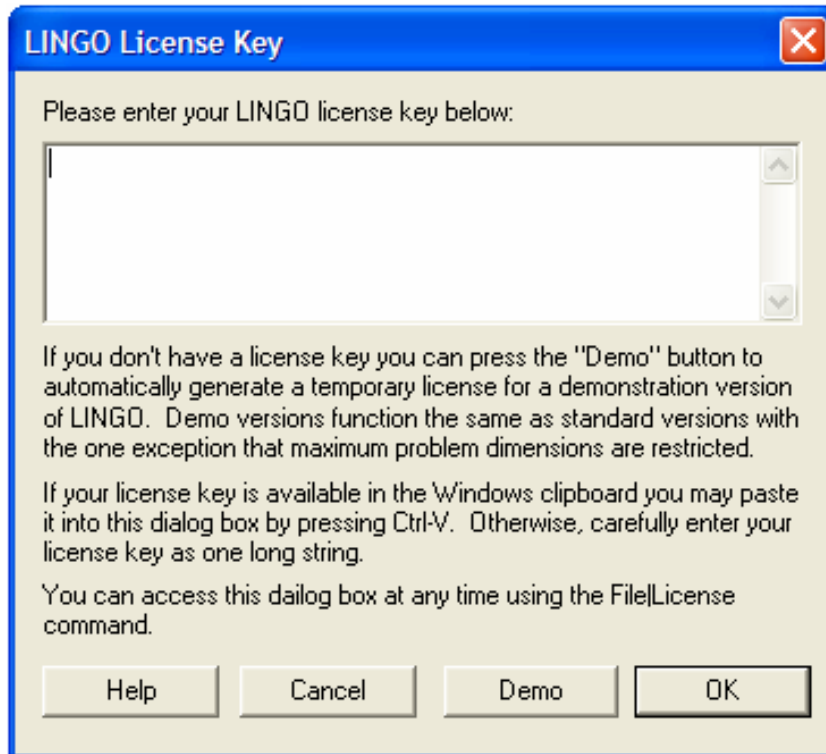 LINGO License Key
Please enter your LINGO license key below:
If you don't have a license key you can press the "Demo" button to
automatically generate a temporary license for a demonstration version
of LINGO.  Demo versions function the same as standard versions with
the one exception that maximum problem dimensions are restricted.
If your license key is available in the Windows clipboard you may paste
it into this dialog box by pressing Ctrl-V.  Otherwise, carefully enter your
license key as one long string.
You can access this dailog box at any time using the File|License
command.
Help Cancel Demo OK